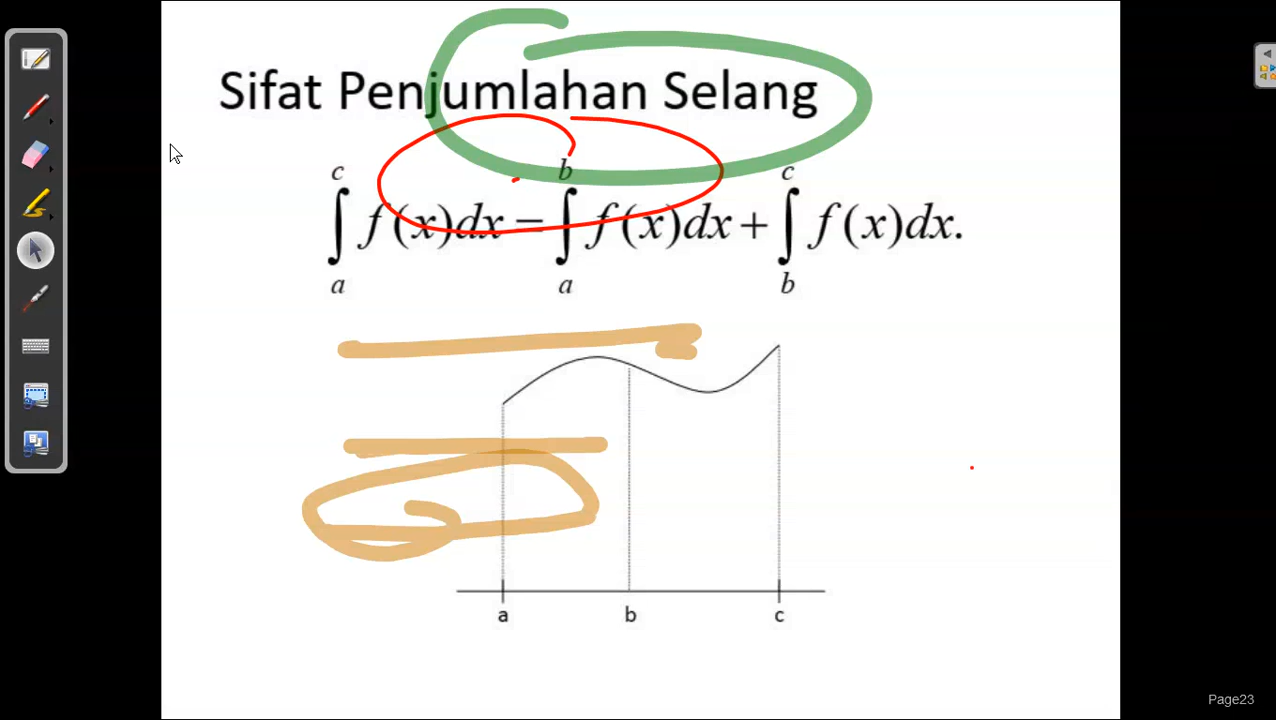 Sifat Penjumlahan Selang
∫_a^c f(x)dx = ∫_a^b f(x)dx + ∫_b^c f(x)dx.
a b c
Page23